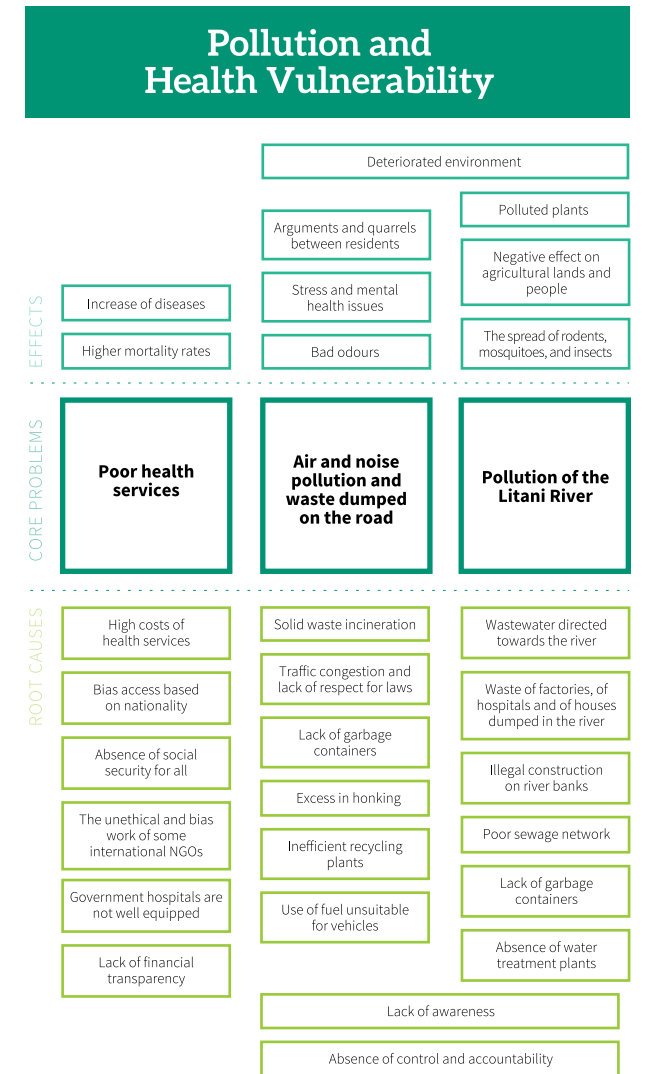 Pollution and
Health Vulnerability
EFFECTS
Deteriorated environment
Increase of diseases
Higher mortality rates
Arguments and quarrels
between residents
Stress and mental
health issues
Bad odours
Polluted plants
Negative effect on
agricultural lands and
people
The spread of rodents,
mosquitoes, and insects
CORE PROBLEMS
Poor health
services
Air and noise
pollution and
waste dumped
on the road
Pollution of the
Litani River
ROOT CAUSES
High costs of
health services
Bias access based
on nationality
Absence of social
security for all
The unethical and bias
work of some
international NGOs
Government hospitals are
not well equipped
Lack of financial
transparency
Solid waste incineration
Traffic congestion and
lack of respect for laws
Lack of garbage
containers
Excess in honking
Inefficient recycling
plants
Use of fuel unsuitable
for vehicles
Wastewater directed
towards the river
Waste of factories, of
hospitals and of houses
dumped in the river
Illegal construction
on river banks
Poor sewage network
Lack of garbage
containers
Absence of water
treatment plants
Lack of awareness
Absence of control and accountability